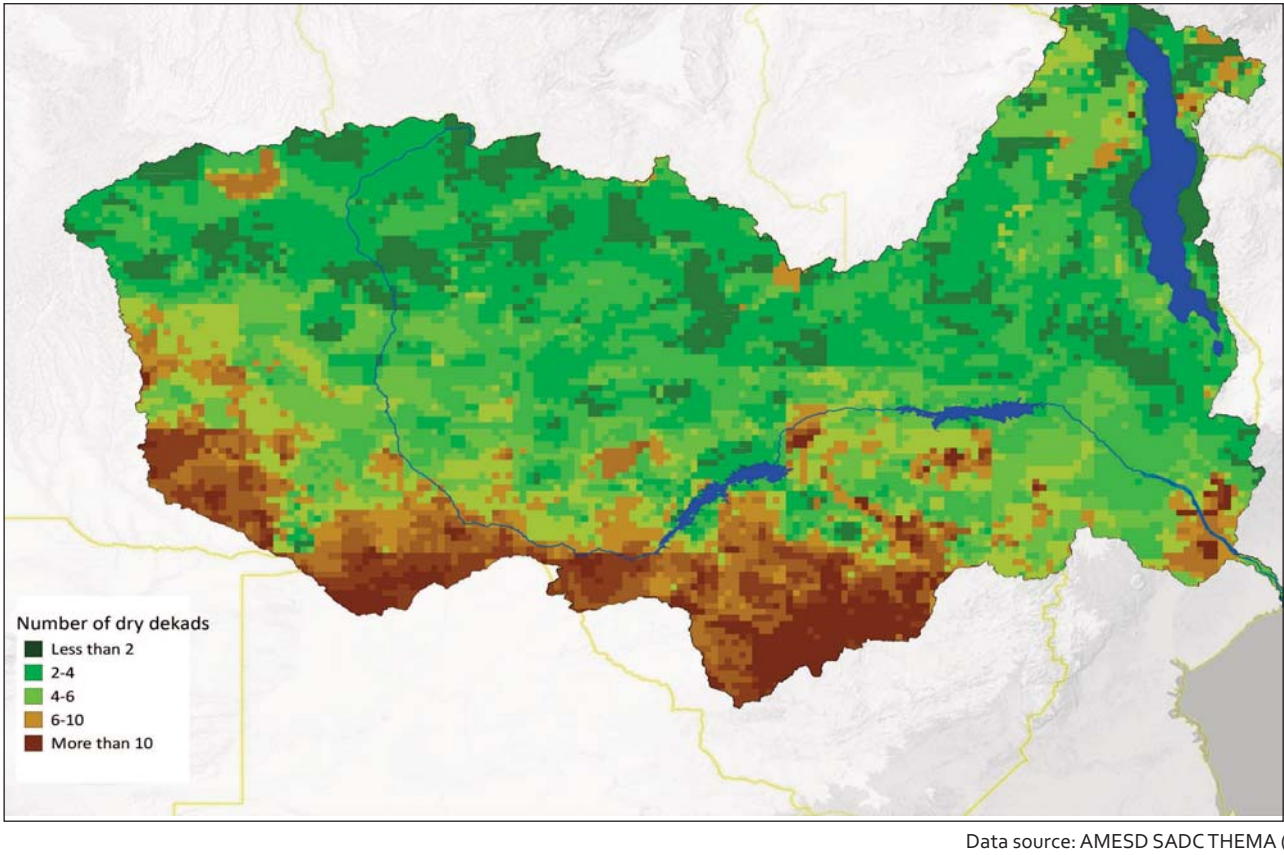 Number of dry dekads
Less than 2
2-4
4-6
6-10
More than 10
Data source: AMESD SADC THEMA (